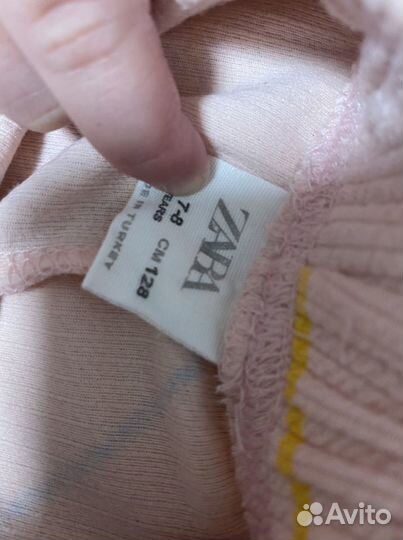 ZARA
7-8 CM 128
YEARS
IN TURKEY
Avito